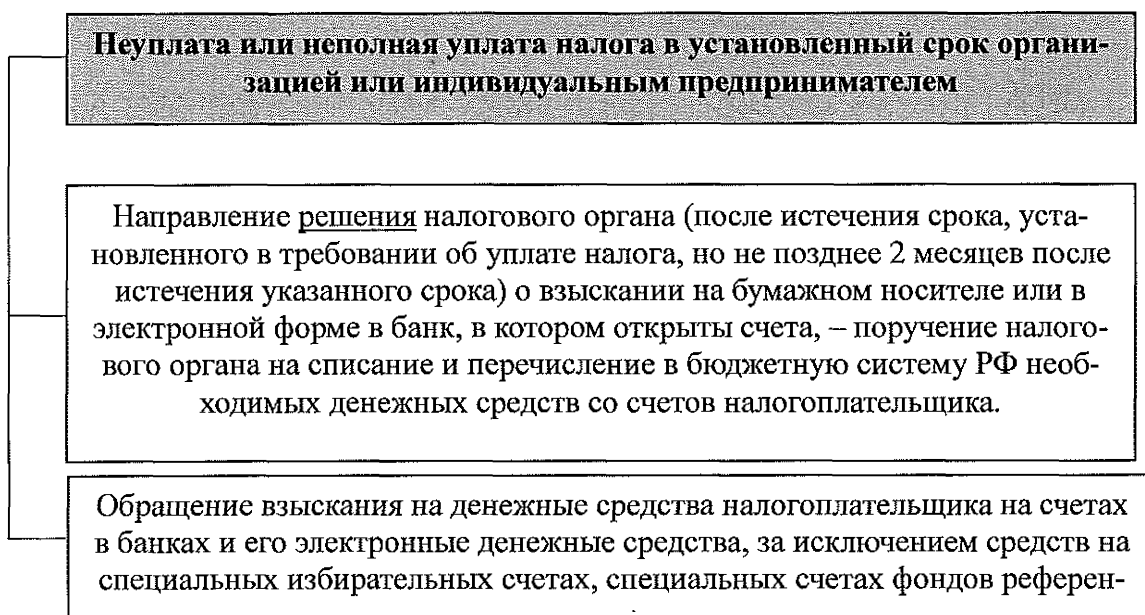 Неуплата или неполная уплата налога в установленный срок органи-
зацией или индивидуальным предпринимателем
Направление решения налогового органа (после истечения срока, уста-
новленного в требовании об уплате налога, но не позднее 2 месяцев после
истечения указанного срока) о взыскании на бумажном носителе или в
электронной форме в банк, в котором открыты счета, – поручение налого-
вого органа на списание и перечисление в бюджетную систему РФ необ-
ходимых денежных средств со счетов налогоплательщика.
Обращение взыскания на денежные средства налогоплательщика на счетах
в банках и его электронные денежные средства, за исключением средств на
специальных избирательных счетах, специальных счетах фондов референ-